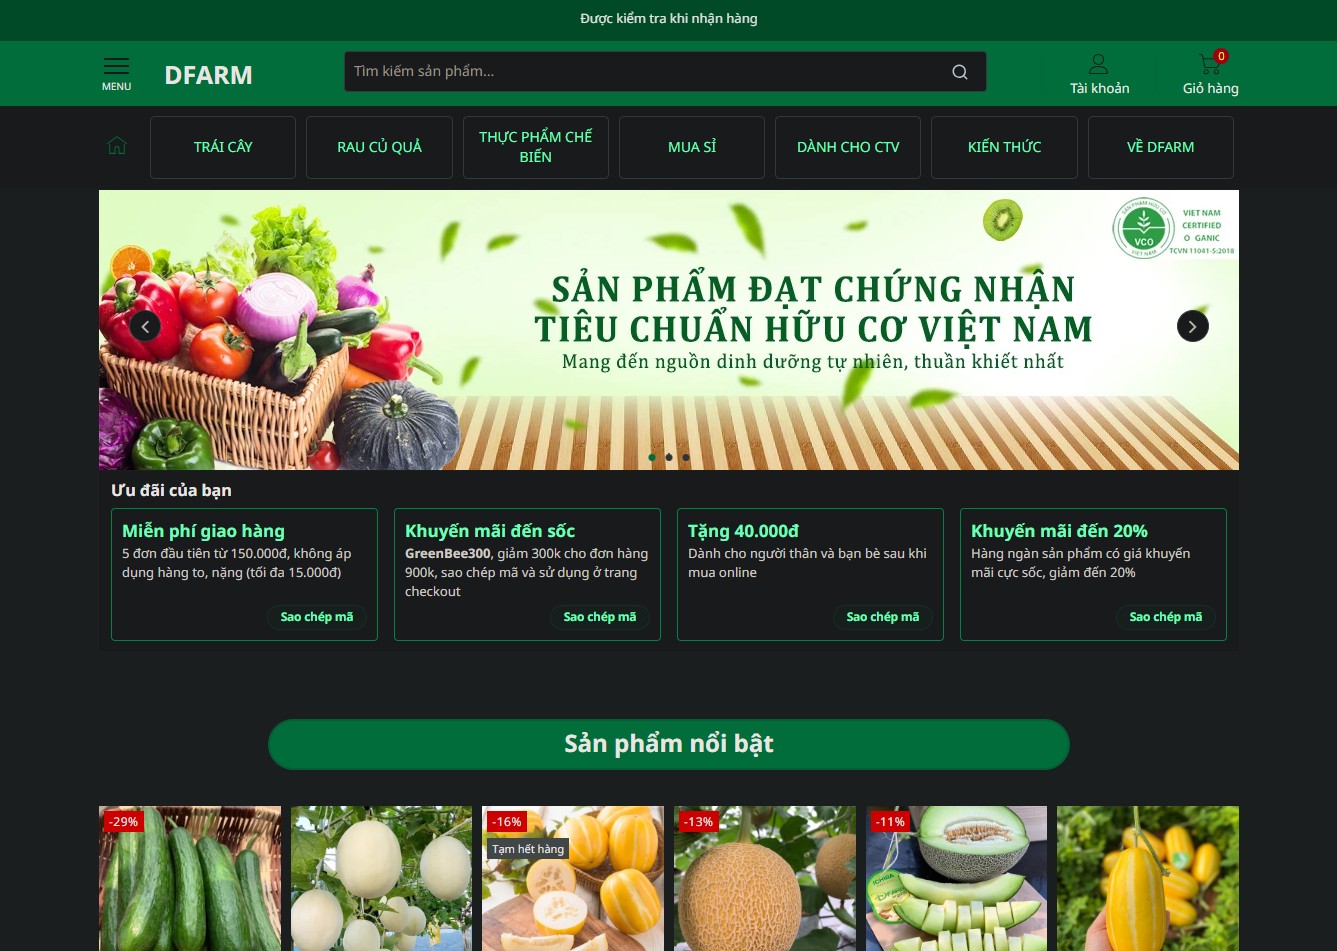 Được kiểm tra khi nhận hàng
MENU
DFARM
Tìm kiếm sản phẩm...
Tài khoản
0
Giỏ hàng
TRÁI CÂY
RAU CỦ QUẢ
THỰC PHẨM CHẾ
BIẾN
MUA SỈ
DÀNH CHO CTV
KIẾN THỨC
VỀ DFARM
SẢN PHẨM HỮU CƠ
VCO
VIỆT NAM
VIET NAM
CERTIFIED
O GANIC
TCVN 11041-5:2018
SẢN PHẨM ĐẠT CHỨNG NHẬN
TIÊU CHUẨN HỮU CƠ VIỆT NAM
Mang đến nguồn dinh dưỡng tự nhiên, thuần khiết nhất
Ưu đãi của bạn
Miễn phí giao hàng
5 đơn đầu tiên từ 150.000đ, không áp
dụng hàng to, nặng (tối đa 15.000đ)
Sao chép mã
Khuyến mãi đến sốc
GreenBee300, giảm 300k cho đơn hàng
900k, sao chép mã và sử dụng ở trang
checkout
Sao chép mã
Tặng 40.000đ
Dành cho người thân và bạn bè sau khi
mua online
Sao chép mã
Khuyến mãi đến 20%
Hàng ngàn sản phẩm có giá khuyến
mãi cực sốc, giảm đến 20%
Sao chép mã
Sản phẩm nổi bật
-29%
-16%
Tạm hết hàng
-13%
-11%
ICHIBA